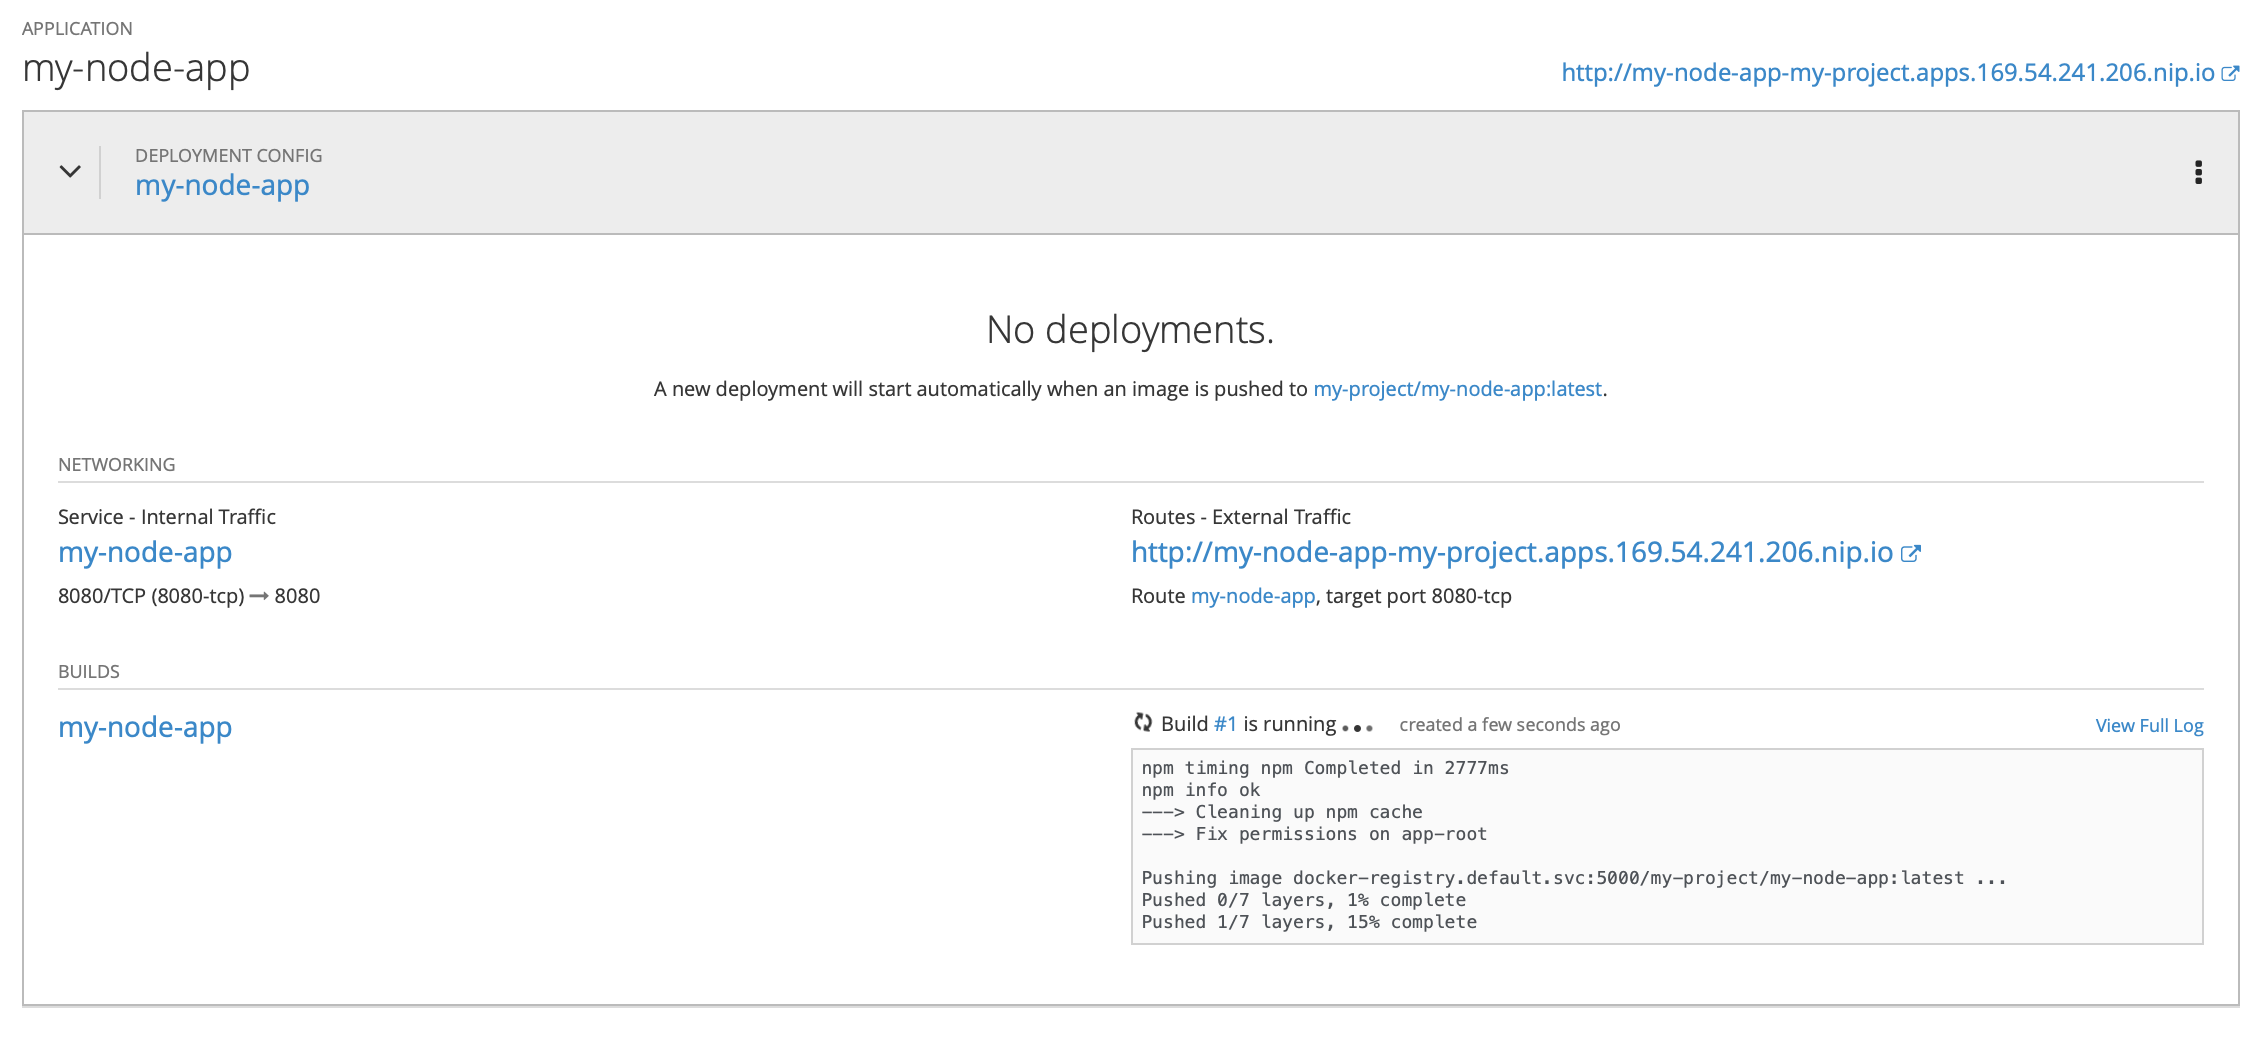 APPLICATION
my-node-app
http://my-node-app-my-project.apps.169.54.241.206.nip.io
DEPLOYMENT CONFIG
my-node-app
No deployments.
A new deployment will start automatically when an image is pushed to my-project/my-node-app:latest.
NETWORKING
Service - Internal Traffic
my-node-app
8080/TCP (8080-tcp) → 8080
Routes - External Traffic
http://my-node-app-my-project.apps.169.54.241.206.nip.io
Route my-node-app, target port 8080-tcp
BUILDS
my-node-app
Build #1 is running ... created a few seconds ago
View Full Log
npm timing npm Completed in 2777ms
npm info ok
---> Cleaning up npm cache
---> Fix permissions on app-root
Pushing image docker-registry.default.svc:5000/my-project/my-node-app:latest ...
Pushed 0/7 layers, 1% complete
Pushed 1/7 layers, 15% complete